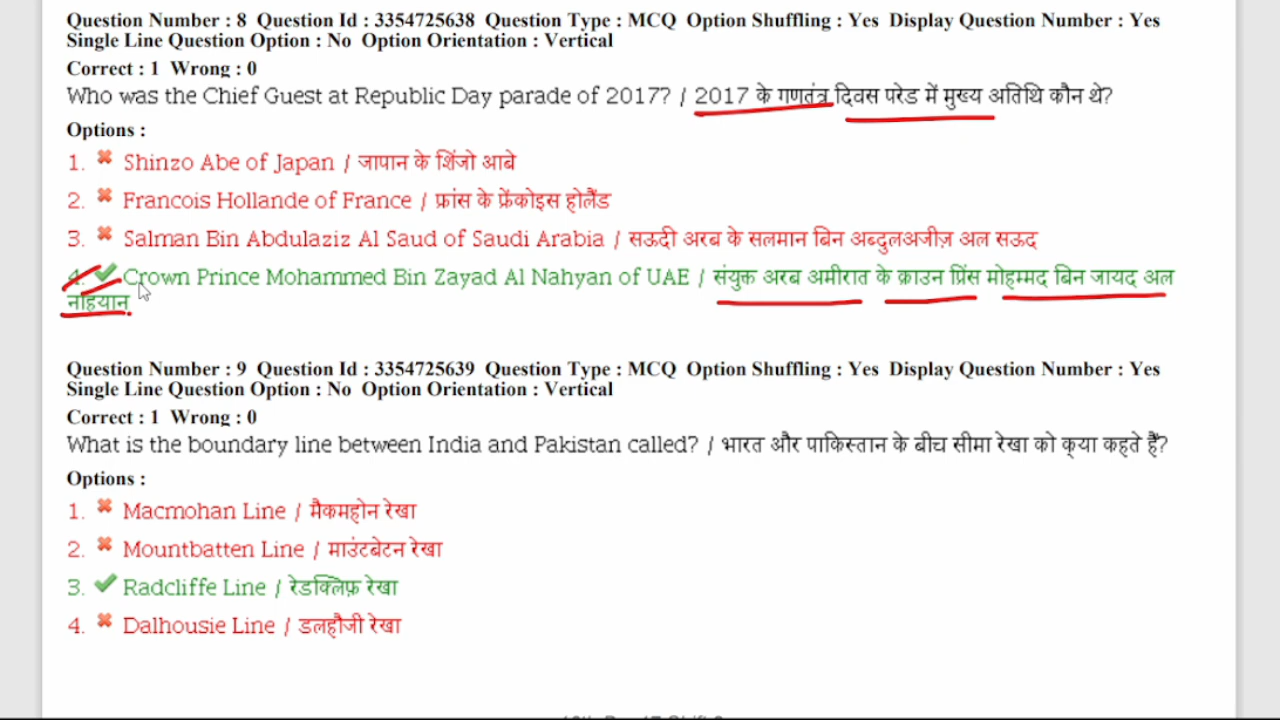 Question Number : 8 Question Id : 3354725638 Question Type : MCQ Option Shuffling : Yes Display Question Number : Yes
Single Line Question Option : No Option Orientation : Vertical
Correct : 1 Wrong : 0
Who was the Chief Guest at Republic Day parade of 2017? / 2017 के गणतंत्र दिवस परेड में मुख्य अतिथि कौन थे?
Options :
1. Shinzo Abe of Japan / जापान के शिंजो आबे
2. Francois Hollande of France / फ्रांस के फ्रेंकोइस होलैंड
3. Salman Bin Abdulaziz Al Saud of Saudi Arabia / सऊदी अरब के सलमान बिन अब्दुलअजीज़ अल सऊद
4. Crown Prince Mohammed Bin Zayad Al Nahyan of UAE / संयुक्त अरब अमीरात के क्राउन प्रिंस मोहम्मद बिन जायद अल
नाहियान
Question Number : 9 Question Id : 3354725639 Question Type : MCQ Option Shuffling : Yes Display Question Number : Yes
Single Line Question Option : No Option Orientation : Vertical
Correct : 1 Wrong : 0
What is the boundary line between India and Pakistan called? / भारत और पाकिस्तान के बीच सीमा रेखा को क्या कहते हैं?
Options :
1. Macmohan Line / मैकमहोन रेखा
2. Mountbatten Line / माउंटबेटन रेखा
3. Radcliffe Line / रेडक्लिफ़ रेखा
4. Dalhousie Line / डलहौजी रेखा